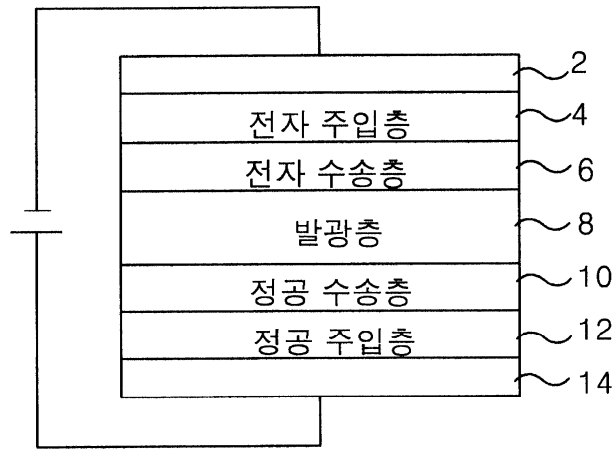 2
전자 주입층 4
전자 수송층 6
발광층 8
정공 수송층 10
정공 주입층 12
14